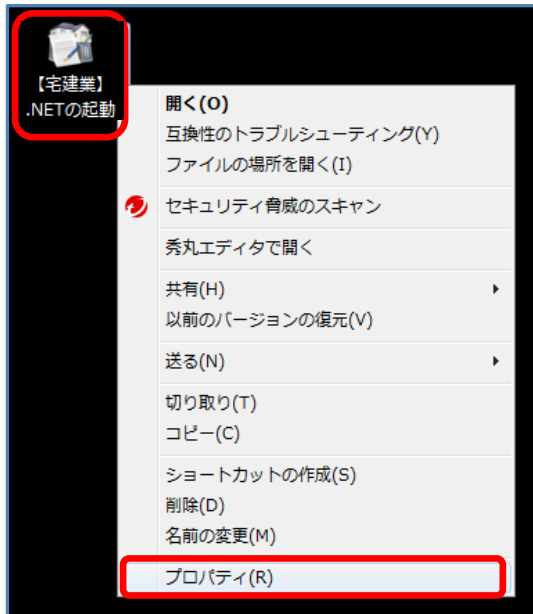 【宅建業】
.NETの起動
開く(O)
互換性のトラブルシューティング(Y)
ファイルの場所を開く(I)
セキュリティ脅威のスキャン
秀丸エディタで開く
共有(H)
以前のバージョンの復元(V)
送る(N)
切り取り(T)
コピー(C)
ショートカットの作成(S)
削除(D)
名前の変更(M)
プロパティ(R)